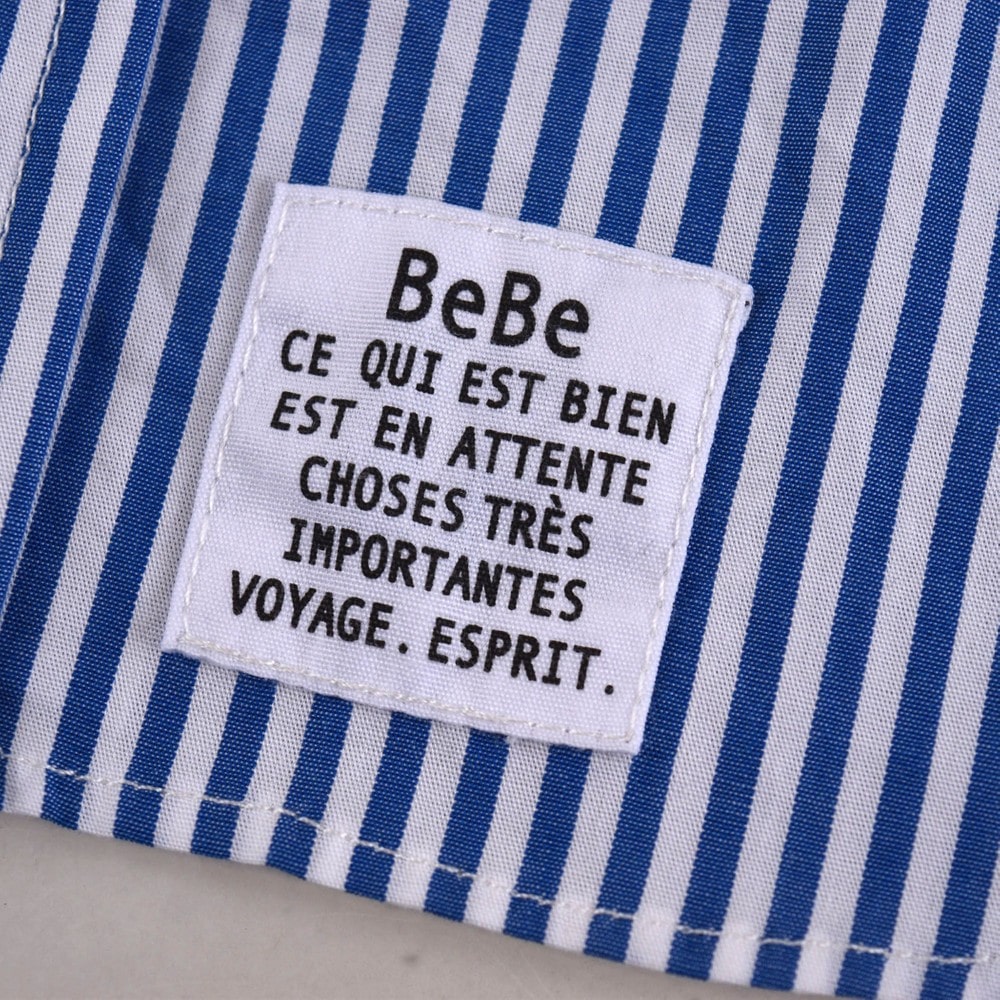 BeBe
CE QUI EST BIEN
EST EN ATTENTE
CHOSES TRÈS
IMPORTANTES
VOYAGE. ESPRIT.